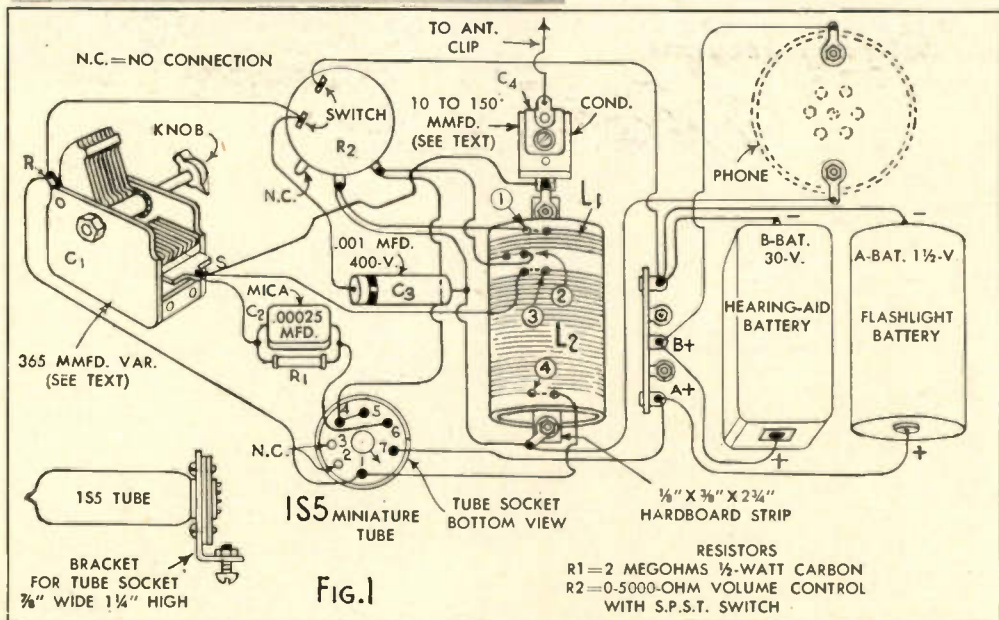 TO ANT.
CLIP
N.C.=NO CONNECTION
SWITCH
C4
10 TO 150
MMFD.
(SEE TEXT)
COND.
KNOB
R
R2
PHONE
N.C.
1
L1
C1
.001 MFD.
400-V.
S
C3
2
3
L2
4
MICA
C2
.00025
MFD.
R1
365 MMFD. VAR.
(SEE TEXT)
B+
A+
–
B-BAT.
30-V.
HEARING-AID
BATTERY
+
–
A-BAT. 1½-V.
FLASHLIGHT
BATTERY
+
4
5
6
3
7
2
1
N.C.
1S5 TUBE
1S5 MINIATURE
TUBE
TUBE SOCKET
BOTTOM VIEW
⅛" X ⅜" X 2¾"
HARDBOARD STRIP
BRACKET
FOR TUBE SOCKET
⅞" WIDE 1¼" HIGH
FIG.1
RESISTORS
R1=2 MEGOHMS ½-WATT CARBON
R2=0-5000-OHM VOLUME CONTROL
WITH S.P.S.T. SWITCH